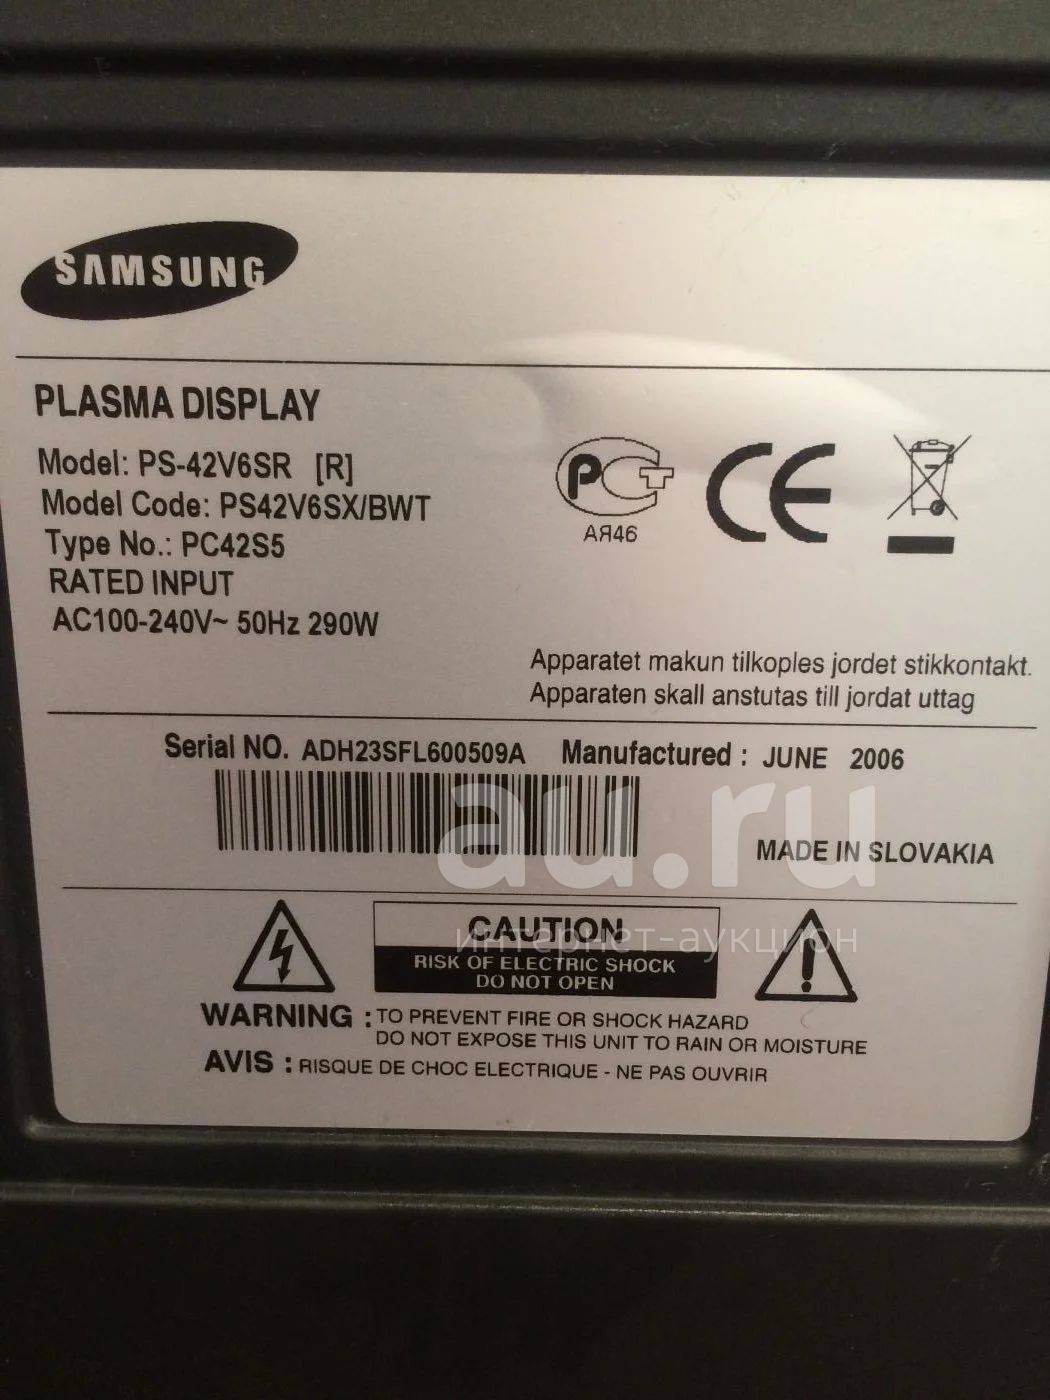 SAMSUNG
PLASMA DISPLAY
Model: PS-42V6SR [R]
Model Code: PS42V6SX/BWT
Type No.: PC42S5
RATED INPUT
AC100-240V~ 50Hz 290W
РСТ
АЯ46
CE
Apparatet makun tilkoples jordet stikkontakt.
Apparaten skall anstutas till jordat uttag
Serial NO. ADH23SFL600509A Manufactured : JUNE 2006
au.ru
MADE IN SLOVAKIA
CAUTION
интернет-аукцион
RISK OF ELECTRIC SHOCK
DO NOT OPEN
WARNING : TO PREVENT FIRE OR SHOCK HAZARD
DO NOT EXPOSE THIS UNIT TO RAIN OR MOISTURE
AVIS : RISQUE DE CHOC ELECTRIQUE - NE PAS OUVRIR